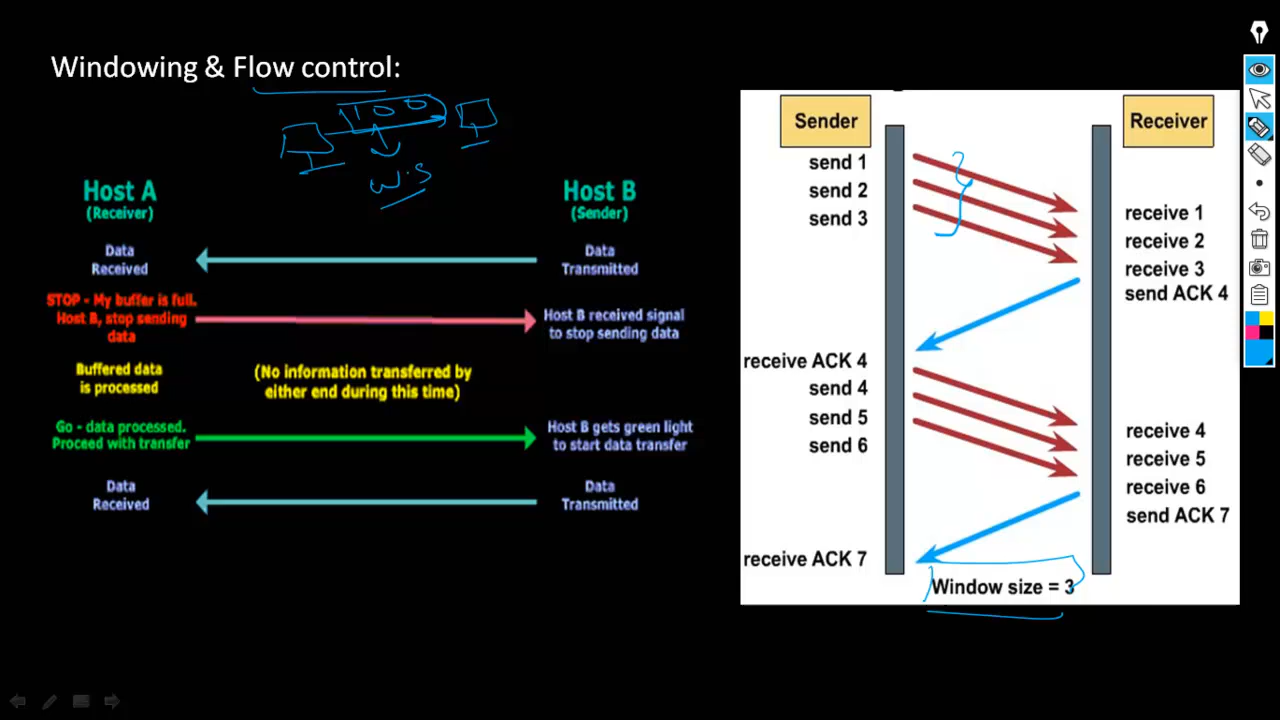 Windowing & Flow control:
W.S
Host A
(Receiver)
Host B
(Sender)
Data
Received
Data
Transmitted
STOP - My buffer is full.
Host B, stop sending
data
Host B received signal
to stop sending data
Buffered data
is processed
(No information transferred by
either end during this time)
Go - data processed.
Proceed with transfer
Host B gets green light
to start data transfer
Data
Received
Data
Transmitted
Sender
Receiver
send 1
send 2
send 3
receive 1
receive 2
receive 3
send ACK 4
receive ACK 4
send 4
send 5
send 6
receive 4
receive 5
receive 6
send ACK 7
receive ACK 7
Window size = 3